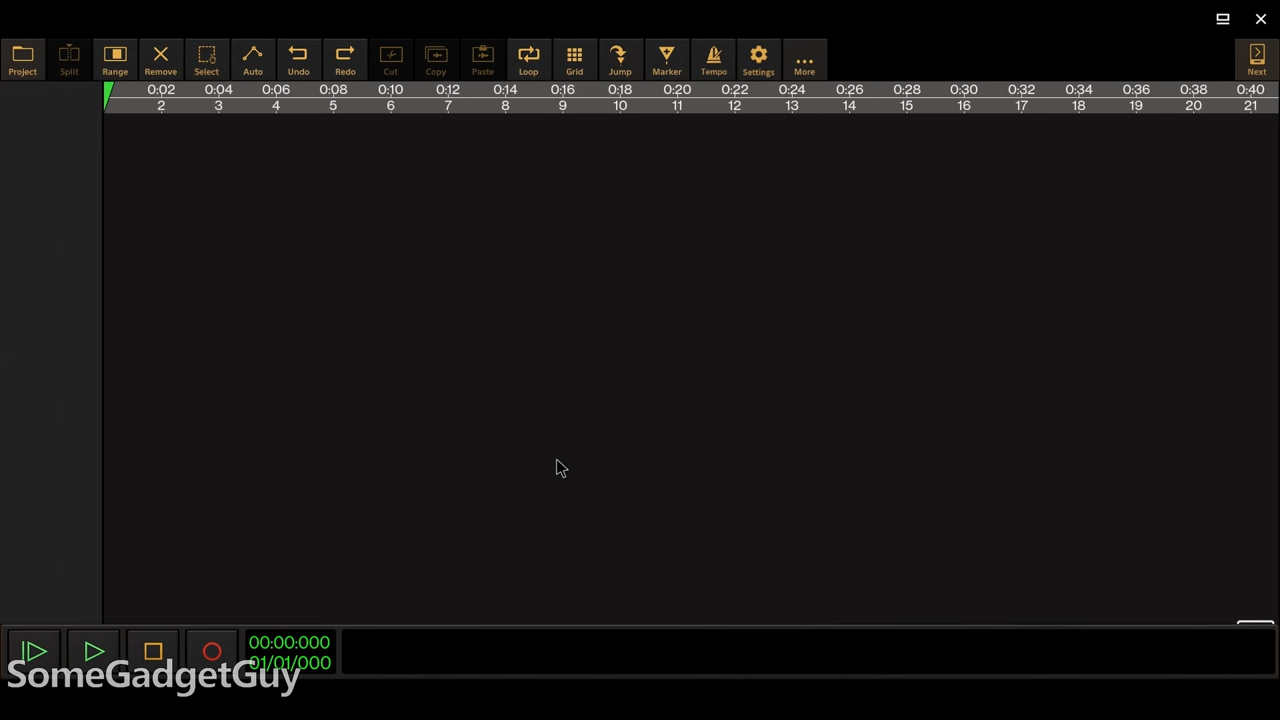 Project Split Range Remove Select Auto Undo Redo Cut Copy Paste Loop Grid Jump Marker Tempo Settings More Next
0:02 0:04 0:06 0:08 0:10 0:12 0:14 0:16 0:18 0:20 0:22 0:24 0:26 0:28 0:30 0:32 0:34 0:36 0:38 0:40
2 3 4 5 6 7 8 9 10 11 12 13 14 15 16 17 18 19 20 21
00:00:000
01/01/000
SomeGadgetGuy